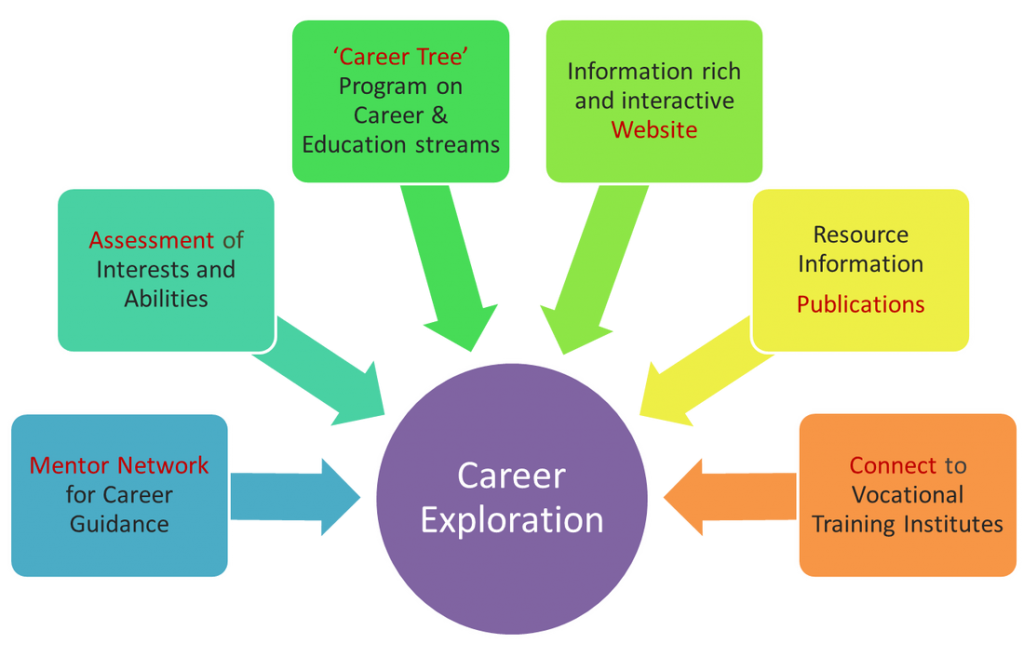 ‘Career Tree’
Program on
Career &
Education streams
Information rich
and interactive
Website
Assessment of
Interests and
Abilities
Resource
Information
Publications
Mentor Network
for Career
Guidance
Career
Exploration
Connect to
Vocational
Training Institutes